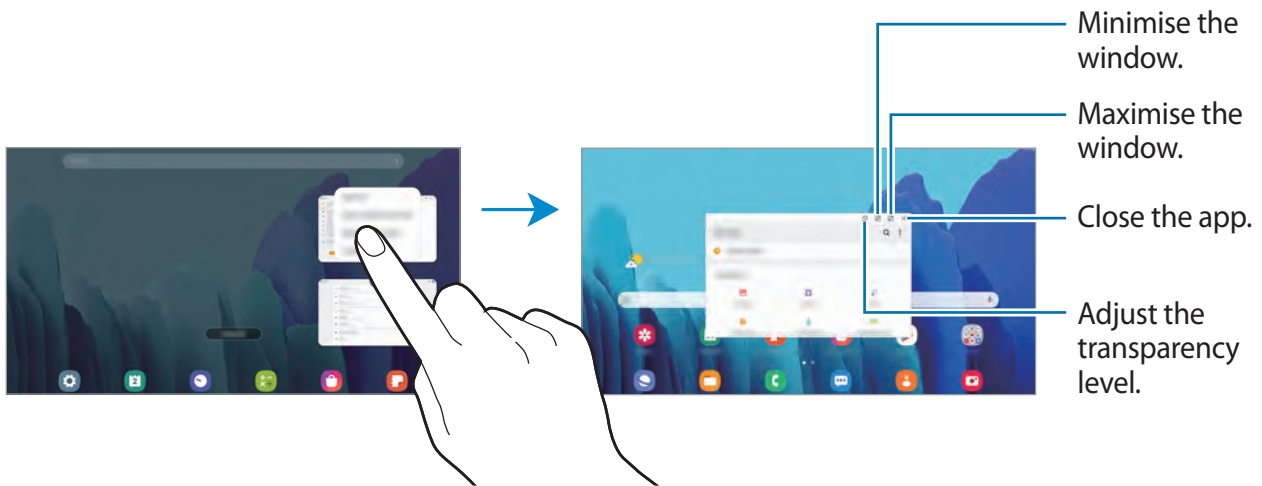 Minimise the
window.
Maximise the
window.
Close the app.
Adjust the
transparency
level.